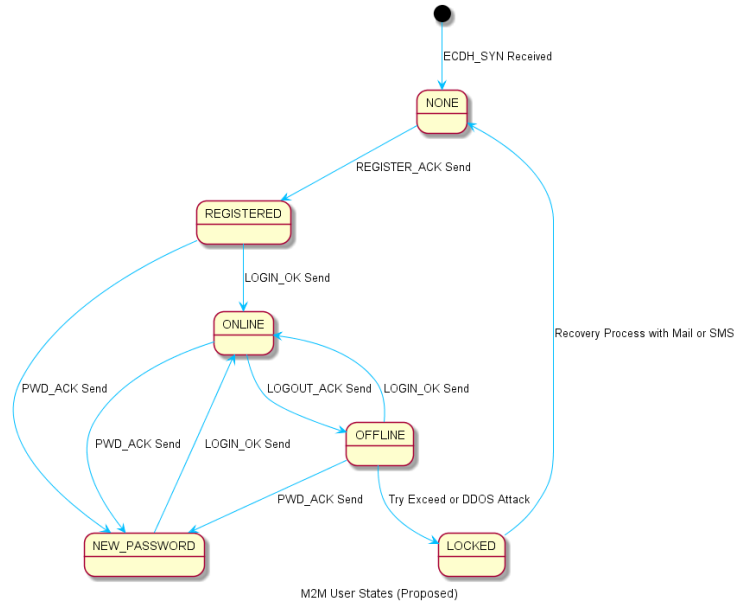 ECDH_SYN Received
NONE
REGISTER_ACK Send
REGISTERED
LOGIN_OK Send
ONLINE
Recovery Process with Mail or SMS
PWD_ACK Send
LOGOUT_ACK Send
LOGIN_OK Send
PWD_ACK Send
LOGIN_OK Send
OFFLINE
PWD_ACK Send
Try Exceed or DDOS Attack
NEW_PASSWORD
LOCKED
M2M User States (Proposed)